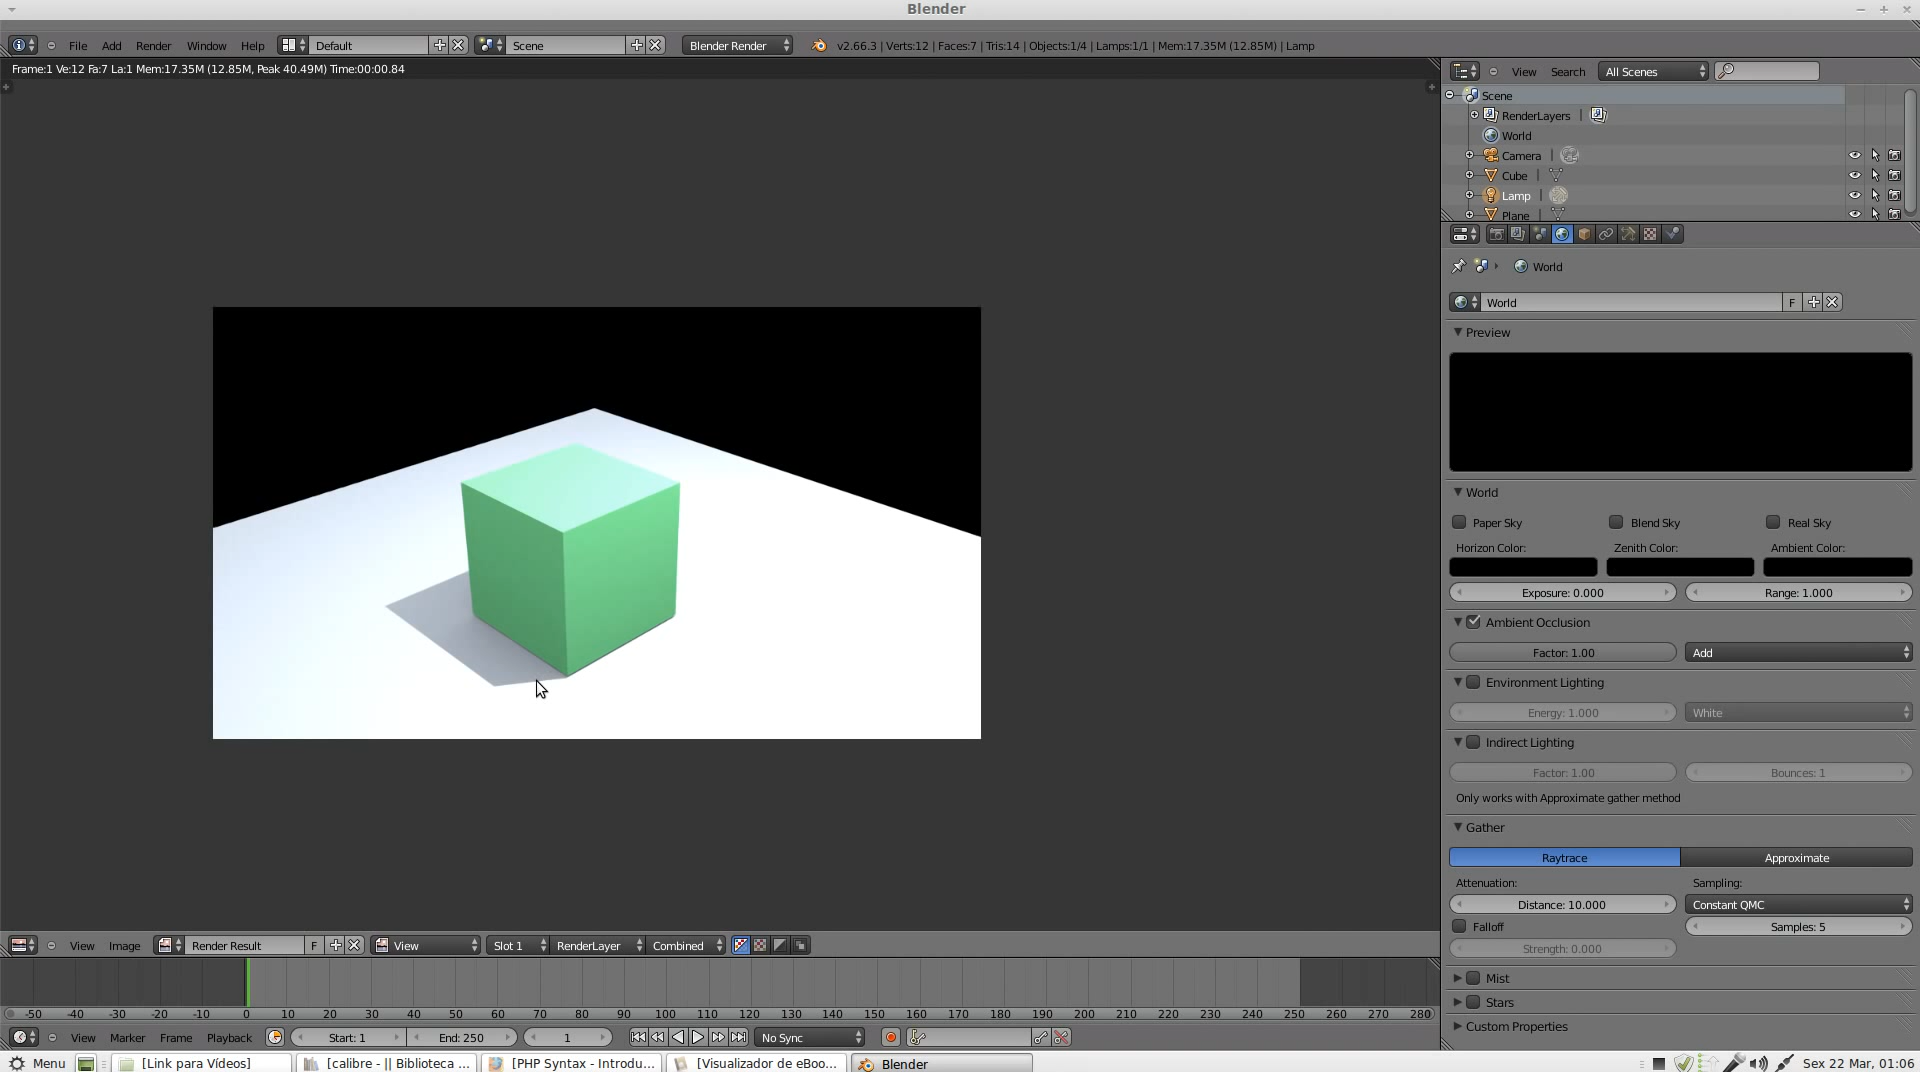 Blender
File Add Render Window Help Default Scene Blender Render v2.66.3 | Verts:12 | Faces:7 | Tris:14 | Objects:1/4 | Lamps:1/1 | Mem:17.35M (12.85M) | Lamp
Frame:1 Ve:12 Fa:7 La:1 Mem:17.35M (12.85M, Peak 40.49M) Time:00:00.84
View Search All Scenes
Scene
RenderLayers
World
Camera
Cube
Lamp
Plane
World
World F
Preview
World
Paper Sky Blend Sky Real Sky
Horizon Color: Zenith Color: Ambient Color:
Exposure: 0.000 Range: 1.000
Ambient Occlusion
Factor: 1.00 Add
Environment Lighting
Energy: 1.000 White
Indirect Lighting
Factor: 1.00 Bounces: 1
Only works with Approximate gather method
Gather
Raytrace Approximate
Attenuation: Sampling:
Distance: 10.000 Constant QMC
Falloff Samples: 5
Strength: 0.000
Mist
Stars
Custom Properties
View Image Render Result F View Slot 1 RenderLayer Combined
-50 -40 -30 -20 -10 0 10 20 30 40 50 60 70 80 90 100 110 120 130 140 150 160 170 180 190 200 210 220 230 240 250 260 270 280
View Marker Frame Playback Start: 1 End: 250 1 No Sync
Menu [Link para Vídeos] [calibre - || Biblioteca ... [PHP Syntax - Introdu... [Visualizador de eBoo... Blender Sex 22 Mar, 01:06